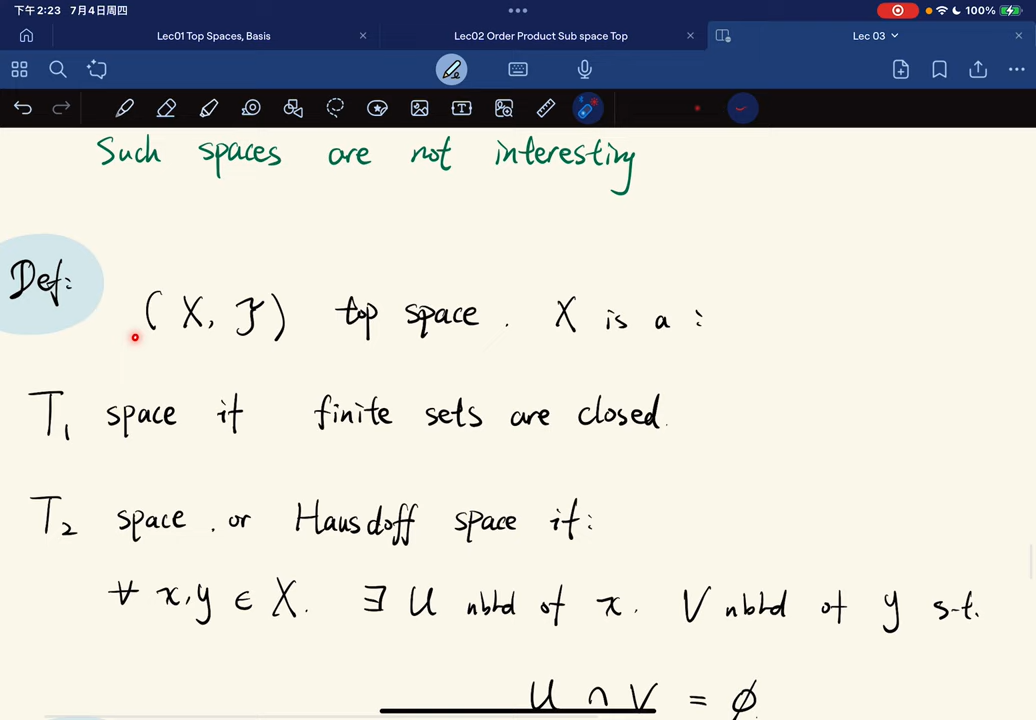 下午 2:23 7月4日周四
100%
Lec01 Top Spaces, Basis
Lec02 Order Product Sub space Top
Lec 03
Such spaces are not interesting
Def:
(X, 𝒯) top space. X is a :
T₁ space if finite sets are closed.
T₂ space. or Hausdoff space if:
∀ x,y ∈ X. ∃ U nbhd of x. V nbhd of y s.t.
U ∩ V = ∅